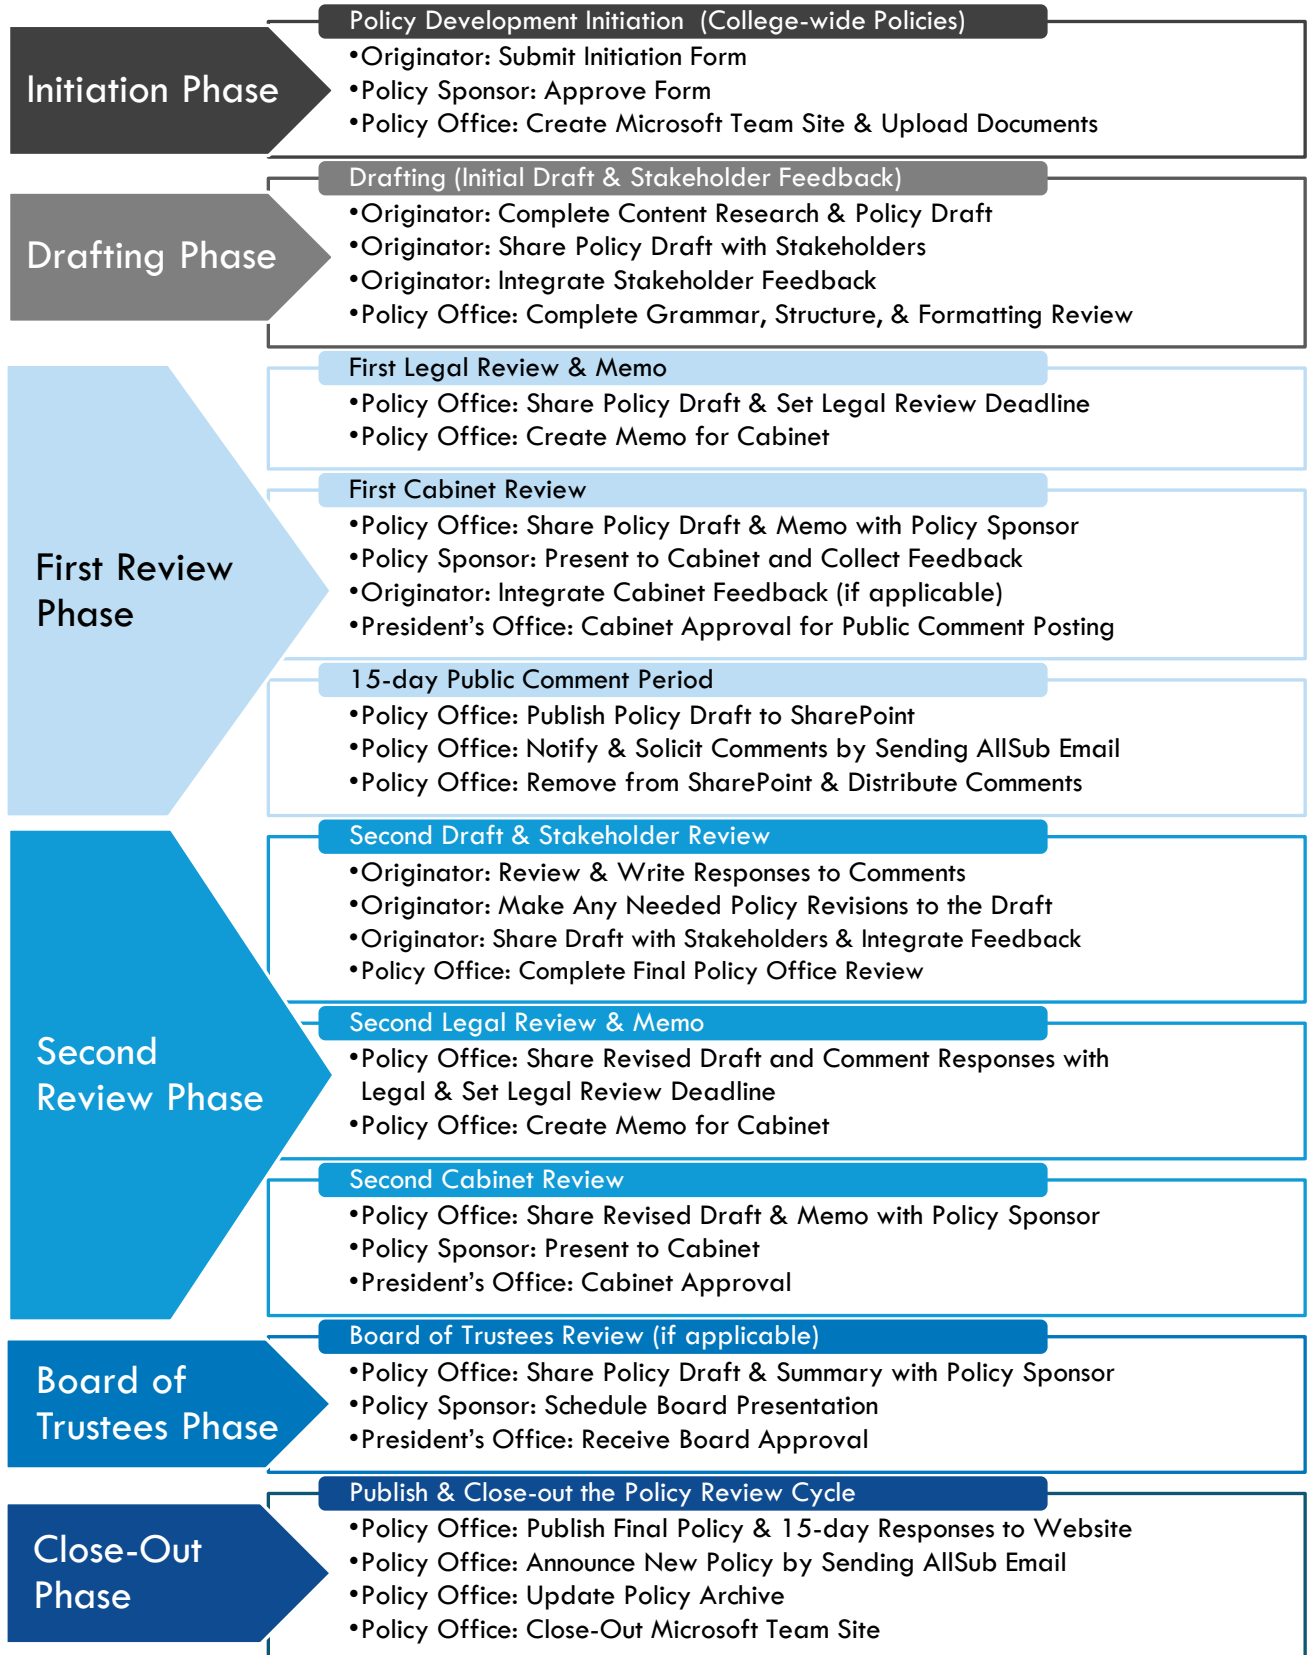 Initiation Phase
Policy Development Initiation (College-wide Policies)
•Originator: Submit Initiation Form
•Policy Sponsor: Approve Form
•Policy Office: Create Microsoft Team Site & Upload Documents
Drafting Phase
Drafting (Initial Draft & Stakeholder Feedback)
•Originator: Complete Content Research & Policy Draft
•Originator: Share Policy Draft with Stakeholders
•Originator: Integrate Stakeholder Feedback
•Policy Office: Complete Grammar, Structure, & Formatting Review
First Review
Phase
First Legal Review & Memo
•Policy Office: Share Policy Draft & Set Legal Review Deadline
•Policy Office: Create Memo for Cabinet
First Cabinet Review
•Policy Office: Share Policy Draft & Memo with Policy Sponsor
•Policy Sponsor: Present to Cabinet and Collect Feedback
•Originator: Integrate Cabinet Feedback (if applicable)
•President's Office: Cabinet Approval for Public Comment Posting
15-day Public Comment Period
•Policy Office: Publish Policy Draft to SharePoint
•Policy Office: Notify & Solicit Comments by Sending AllSub Email
•Policy Office: Remove from SharePoint & Distribute Comments
Second
Review Phase
Second Draft & Stakeholder Review
•Originator: Review & Write Responses to Comments
•Originator: Make Any Needed Policy Revisions to the Draft
•Originator: Share Draft with Stakeholders & Integrate Feedback
•Policy Office: Complete Final Policy Office Review
Second Legal Review & Memo
•Policy Office: Share Revised Draft and Comment Responses with
Legal & Set Legal Review Deadline
•Policy Office: Create Memo for Cabinet
Second Cabinet Review
•Policy Office: Share Revised Draft & Memo with Policy Sponsor
•Policy Sponsor: Present to Cabinet
•President's Office: Cabinet Approval
Board of
Trustees Phase
Board of Trustees Review (if applicable)
•Policy Office: Share Policy Draft & Summary with Policy Sponsor
•Policy Sponsor: Schedule Board Presentation
•President's Office: Receive Board Approval
Close-Out
Phase
Publish & Close-out the Policy Review Cycle
•Policy Office: Publish Final Policy & 15-day Responses to Website
•Policy Office: Announce New Policy by Sending AllSub Email
•Policy Office: Update Policy Archive
•Policy Office: Close-Out Microsoft Team Site